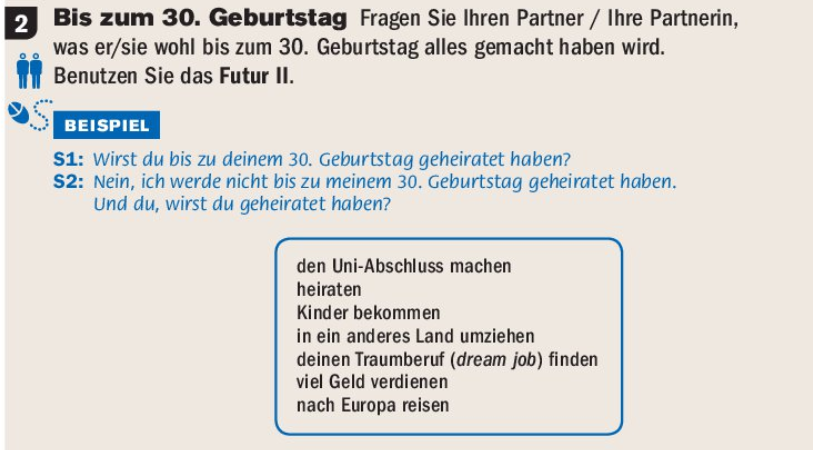 2 Bis zum 30. Geburtstag Fragen Sie Ihren Partner / Ihre Partnerin,
was er/sie wohl bis zum 30. Geburtstag alles gemacht haben wird.
Benutzen Sie das Futur II.
BEISPIEL
S1: Wirst du bis zu deinem 30. Geburtstag geheiratet haben?
S2: Nein, ich werde nicht bis zu meinem 30. Geburtstag geheiratet haben.
Und du, wirst du geheiratet haben?
den Uni-Abschluss machen
heiraten
Kinder bekommen
in ein anderes Land umziehen
deinen Traumberuf (dream job) finden
viel Geld verdienen
nach Europa reisen